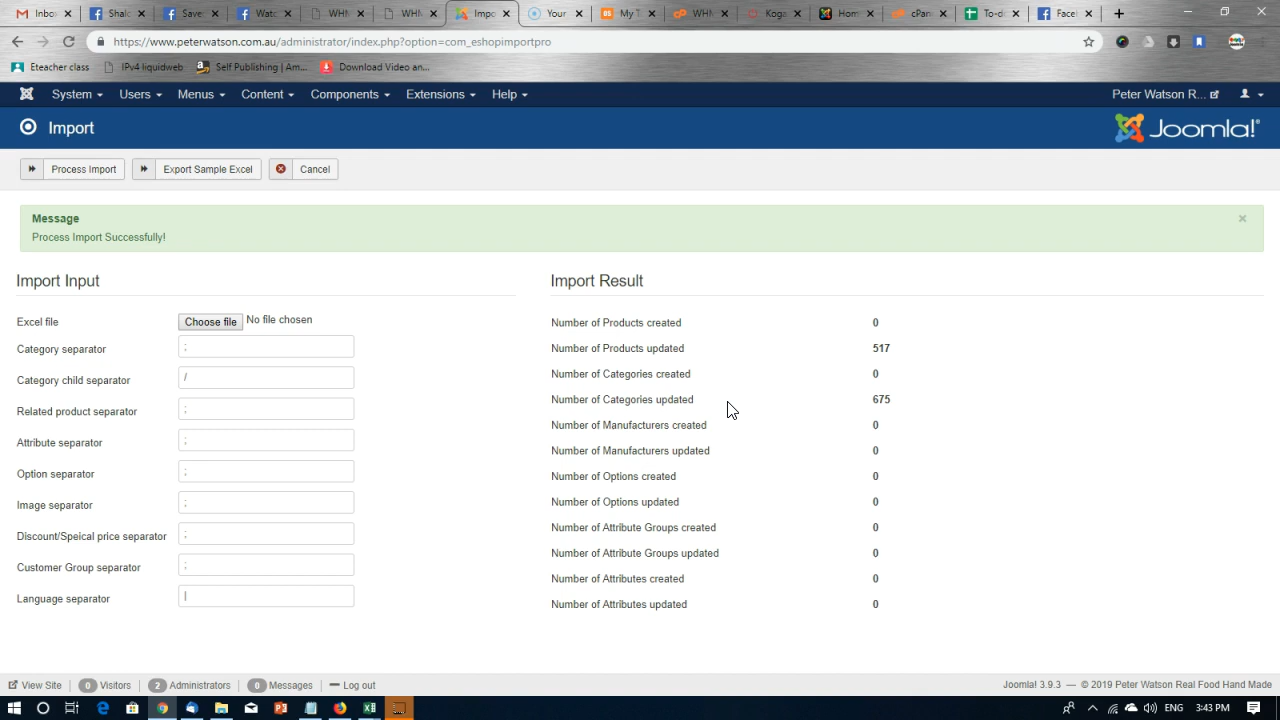 Inbo Shalo Save Watc WHN WHN Impo Your My T WHN Koga Hom cPan To-d Faceb
https://www.peterwatson.com.au/administrator/index.php?option=com_eshopimportpro
Eteacher class IPv4 liquidweb Self Publishing | Am... Download Video an...
System Users Menus Content Components Extensions Help Peter Watson R...
Import Joomla!®
Process Import Export Sample Excel Cancel
Message ×
Process Import Successfully!
Import Input
Excel file Choose file No file chosen
Category separator ;
Category child separator /
Related product separator ;
Attribute separator ;
Option separator ;
Image separator ;
Discount/Speical price separator ;
Customer Group separator ;
Language separator |
Import Result
Number of Products created 0
Number of Products updated 517
Number of Categories created 0
Number of Categories updated 675
Number of Manufacturers created 0
Number of Manufacturers updated 0
Number of Options created 0
Number of Options updated 0
Number of Attribute Groups created 0
Number of Attribute Groups updated 0
Number of Attributes created 0
Number of Attributes updated 0
View Site 0 Visitors 2 Administrators 0 Messages Log out Joomla! 3.9.3 — © 2019 Peter Watson Real Food Hand Made
ENG 3:43 PM